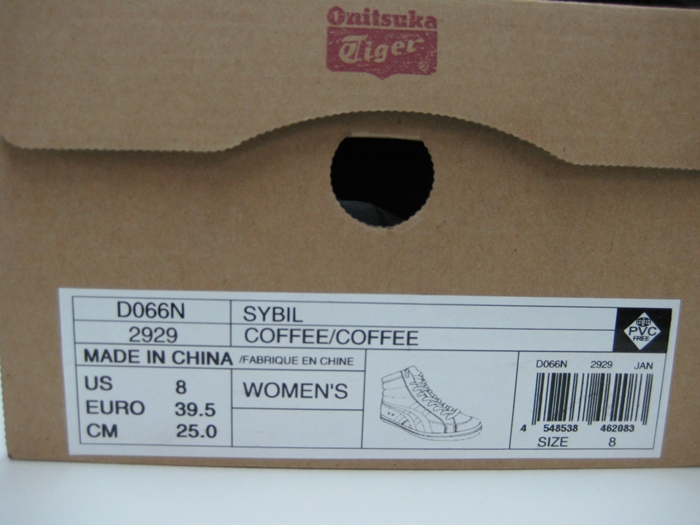 Onitsuka
Tiger
®
D066N SYBIL
2929 COFFEE/COFFEE
PVC
FREE
MADE IN CHINA /FABRIQUE EN CHINE
US 8
EURO 39.5
CM 25.0
WOMEN'S
D066N 2929 JAN
4 548538 462083
SIZE 8